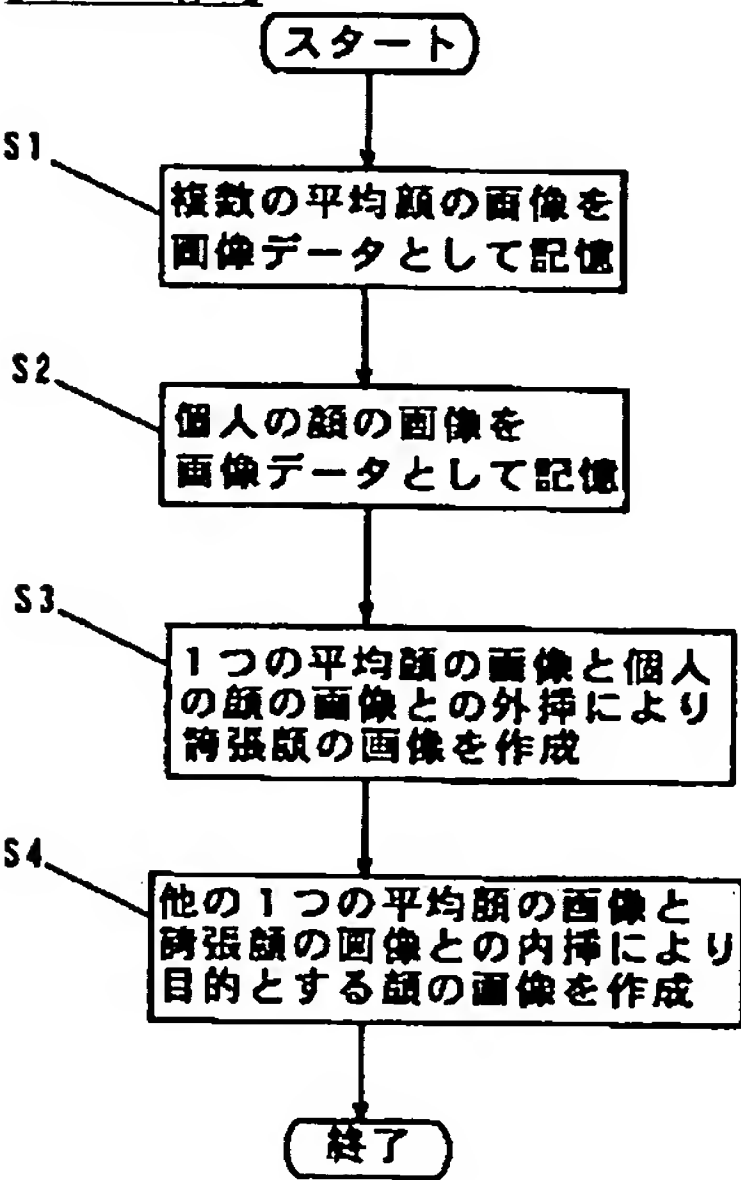 スタート
S1
複数の平均顔の画像を
画像データとして記憶
S2
個人の顔の画像を
画像データとして記憶
S3
1つの平均顔の画像と個人
の顔の画像との外挿により
誇張顔の画像を作成
S4
他の1つの平均顔の画像と
誇張顔の画像との内挿により
目的とする顔の画像を作成
終了